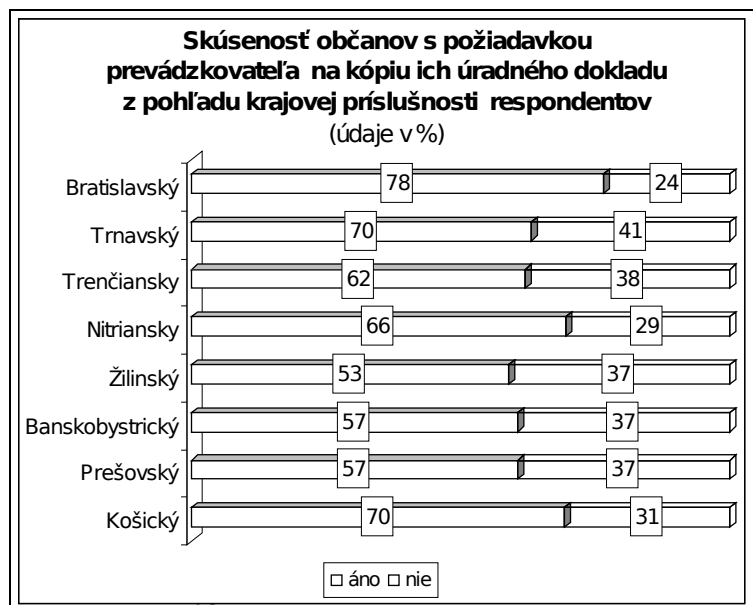 Skúsenosť občanov s požiadavkou
prevádzkovateľa na kópiu ich úradného dokladu
z pohľadu krajovej príslušnosti respondentov
(údaje v %)
Bratislavský 78 24
Trnavský 70 41
Trenčiansky 62 38
Nitriansky 66 29
Žilinský 53 37
Banskobystrický 57 37
Prešovský 57 37
Košický 70 31
áno nie